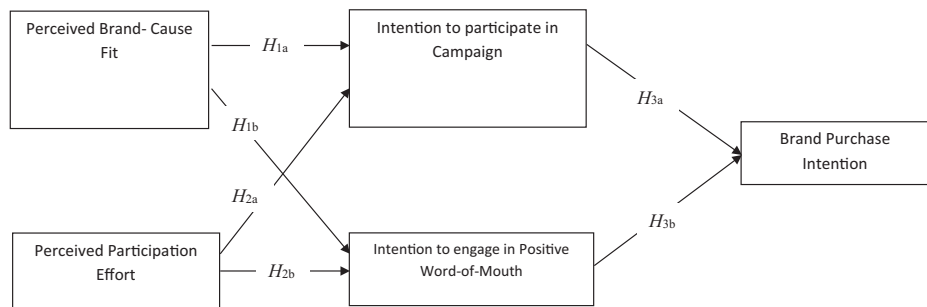 Perceived Brand- Cause
Fit
H1a
Intention to participate in
Campaign
H1b
H3a
Brand Purchase
Intention
H2a
H3b
Perceived Participation
Effort
H2b
Intention to engage in Positive
Word-of-Mouth